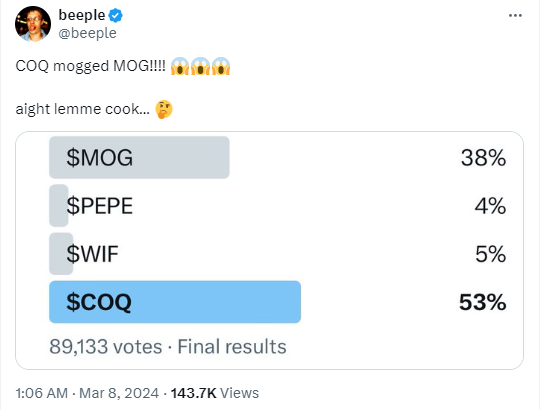 beeple
@beeple
COQ mogged MOG!!!! 😱😱😱
aight lemme cook... 🤔
$MOG 38%
$PEPE 4%
$WIF 5%
$COQ 53%
89,133 votes · Final results
1:06 AM · Mar 8, 2024 · 143.7K Views